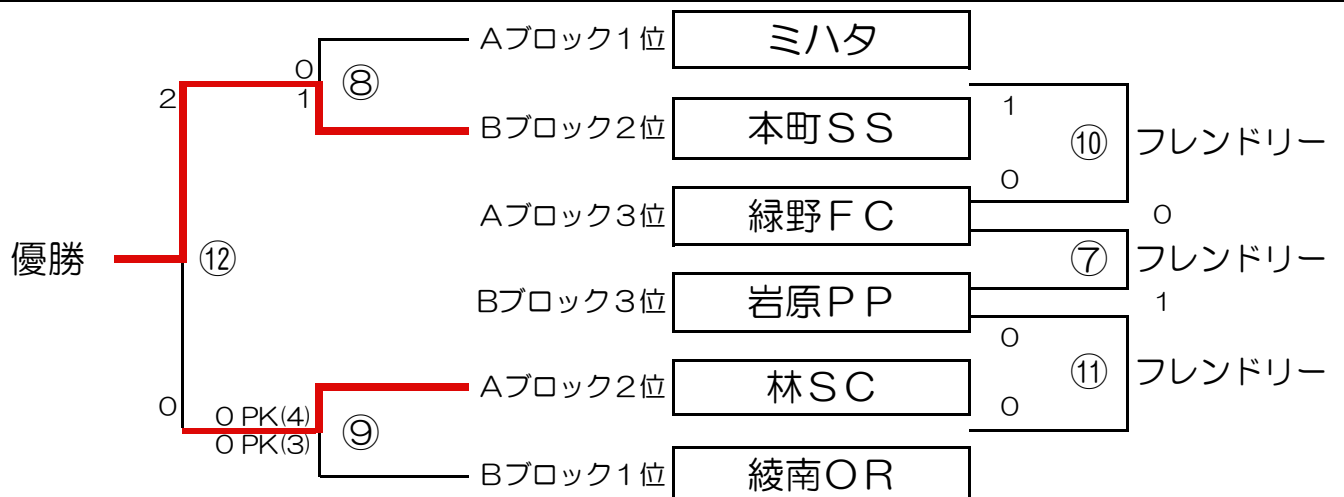 Aブロック1位 ミハタ
0 ⑧
2 1 1
Bブロック2位 本町SS ⑩ フレンドリー
0
Aブロック3位 緑野FC 0
優勝 ⑫ ⑦ フレンドリー
Bブロック3位 岩原PP 1
0
Aブロック2位 林SC ⑪ フレンドリー
0 0 PK(4) 0
0 PK(3) ⑨
Bブロック1位 綾南OR